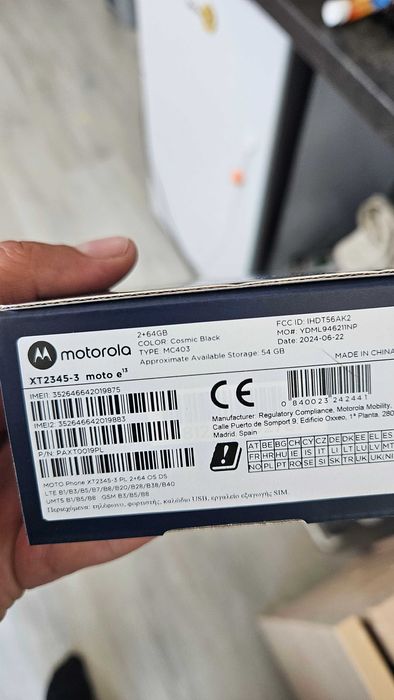 motorola
2+64GB
COLOR: Cosmic Black
TYPE: MC403
Approximate Available Storage: 54 GB
FCC ID: IHDT56AK2
MO#: YDML946211NP
DATE: 2024-06-22
MADE IN CHINA
XT2345-3 moto e¹³
IMEI1: 352646642019875
IMEI2: 352646642019883
P/N: PAXT0019PL
CE
0 840023 242441
Manufacturer: Regulatory Compliance, Motorola Mobility,
Calle Puerto de Somport 9, Edificio Oxxeo, 1ª Planta, 280
Madrid. Spain
AT BE BG CH CY CZ DE DK EE EL ES
FR HR HU IE IS IT LI LT LU LV MT
NO PL PT RO SE SI SK TR UK UK(NI
MOTO Phone XT2345-3 PL 2+64 OS DS
LTE B1/B3/B5/B7/B8/B20/B28/B38/B40
UMTS B1/B5/B8 GSM B3/B5/B8
Περιεχόμενα: τηλέφωνο, φορτιστής, καλώδιο USB, εργαλείο εξαγωγής SIM.